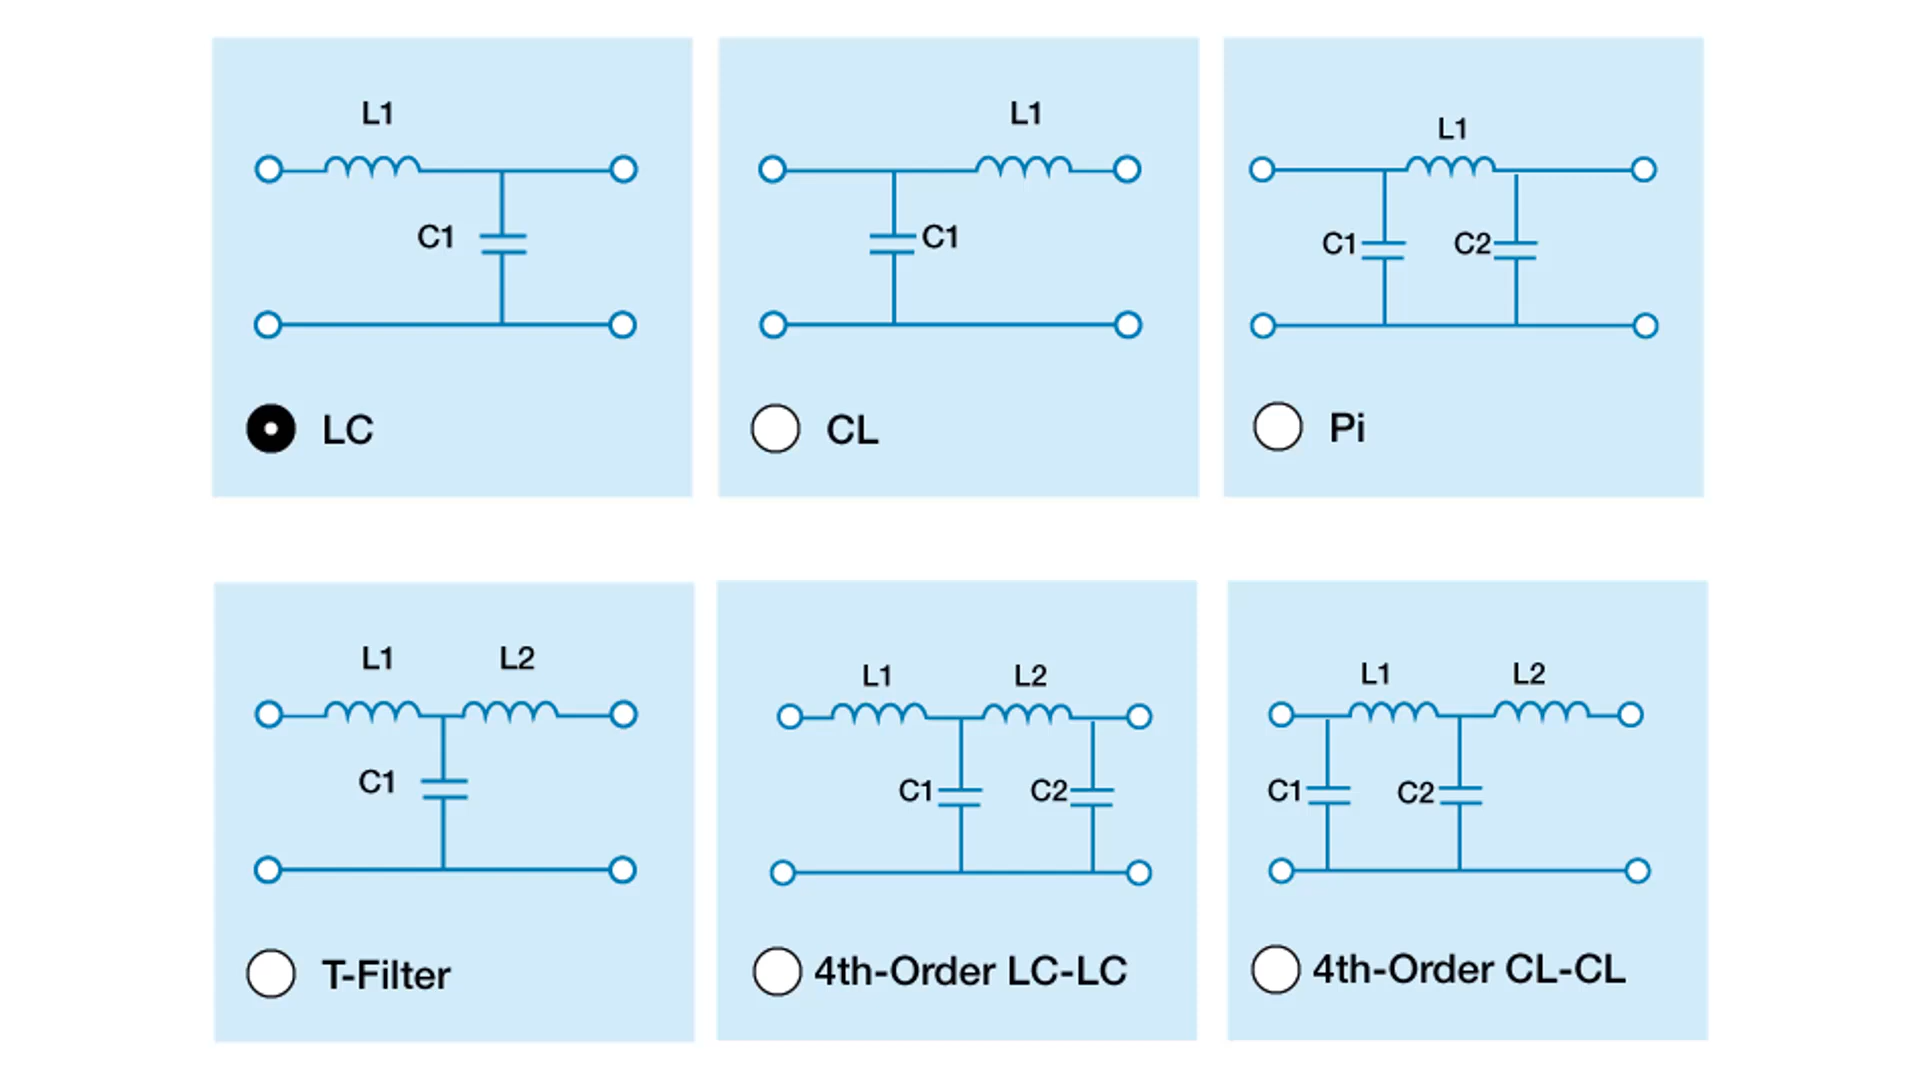 L1
C1
LC
L1
C1
CL
L1
C1
C2
Pi
L1
L2
C1
T-Filter
L1
L2
C1
C2
4th-Order LC-LC
L1
L2
C1
C2
4th-Order CL-CL